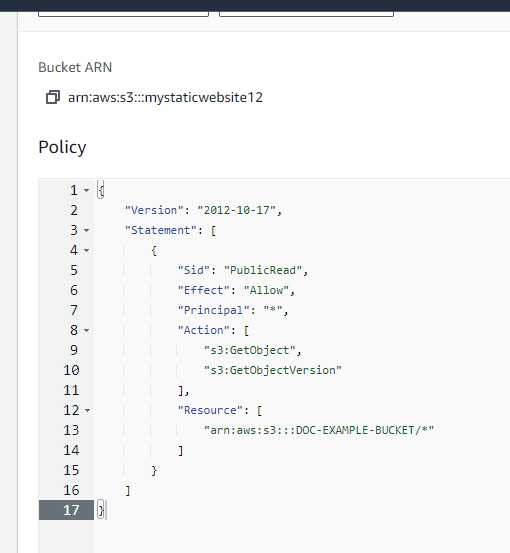 Bucket ARN
arn:aws:s3:::mystaticwebsite12
Policy
1 {
2 "Version": "2012-10-17",
3 "Statement": [
4 {
5 "Sid": "PublicRead",
6 "Effect": "Allow",
7 "Principal": "*",
8 "Action": [
9 "s3:GetObject",
10 "s3:GetObjectVersion"
11 ],
12 "Resource": [
13 "arn:aws:s3:::DOC-EXAMPLE-BUCKET/*"
14 ]
15 }
16 ]
17 }